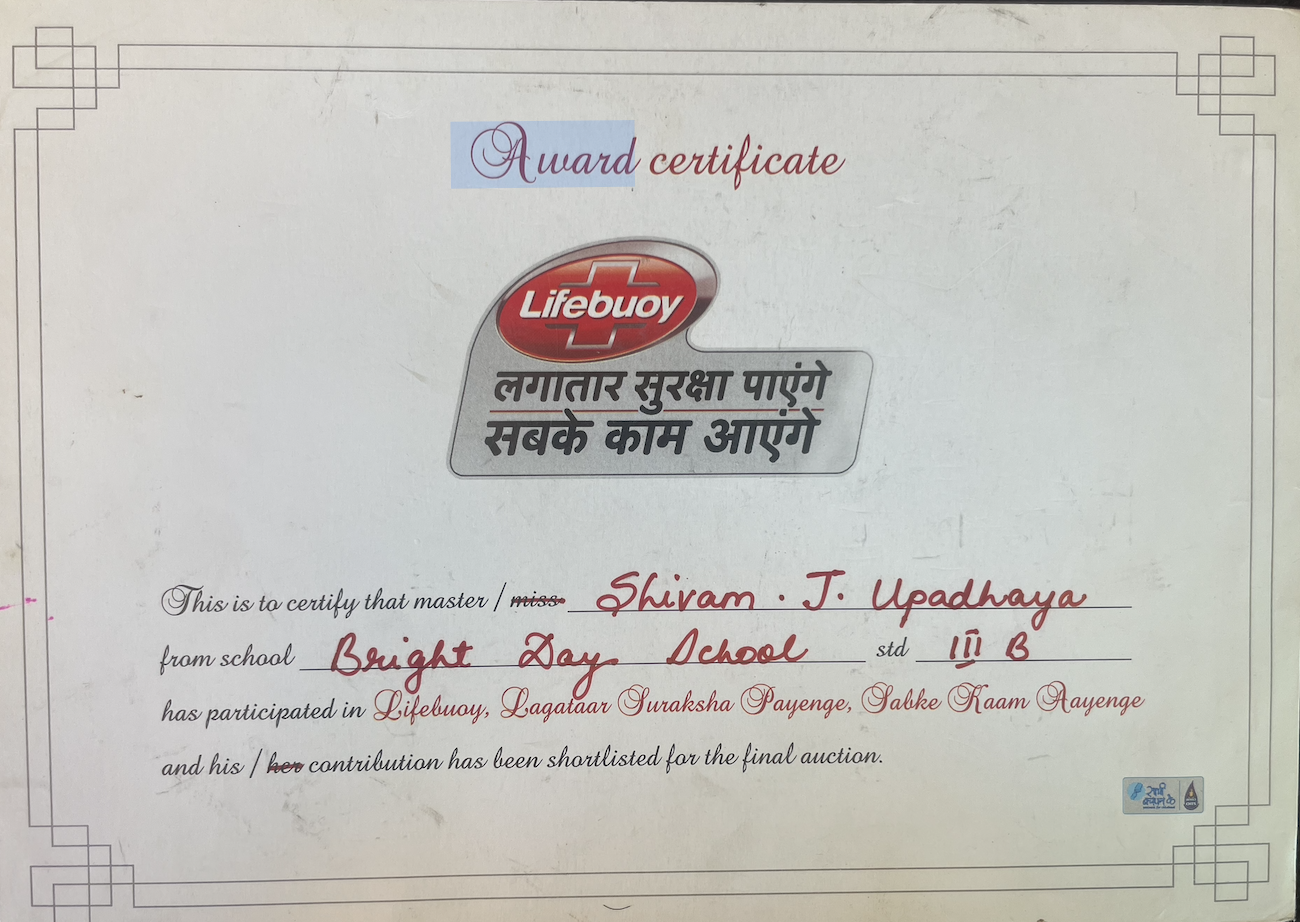 Award certificate
Lifebuoy
लगातार सुरक्षा पाएंगे
सबके काम आएंगे
This is to certify that master / miss Shivam . J. Upadhaya
from school Bright Day School std III B
has participated in Lifebuoy, Lagataar Suraksha Payenge, Sabke Kaam Aayenge
and his / her contribution has been shortlisted for the final auction.